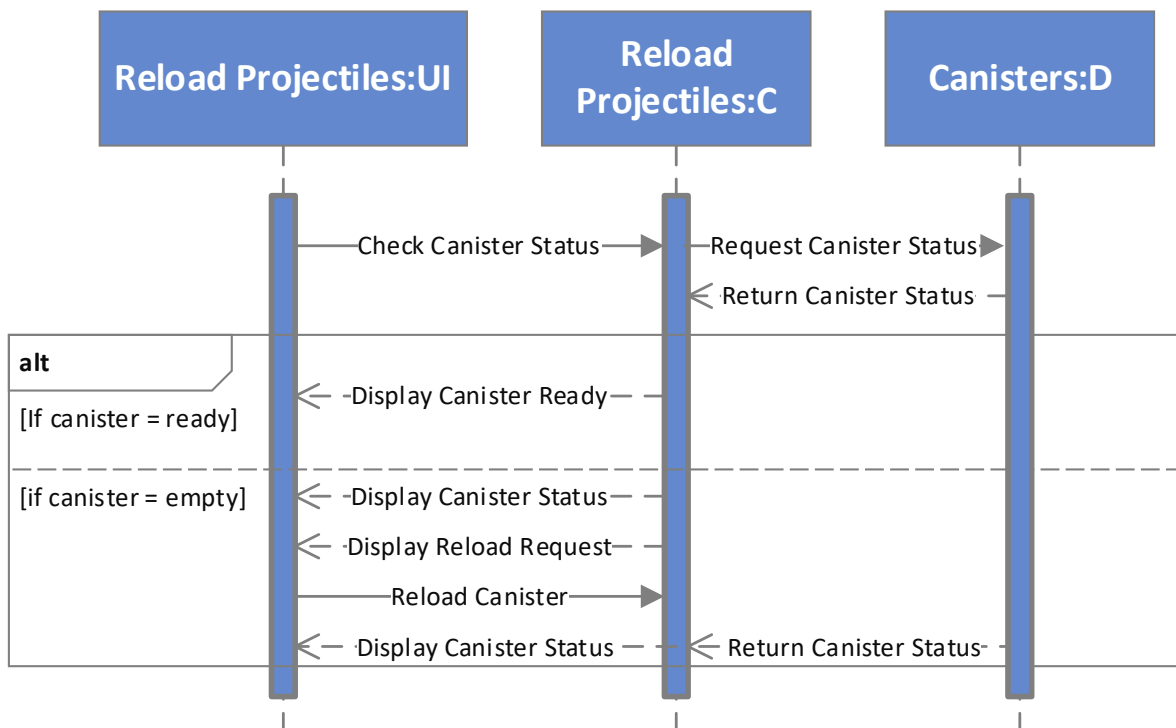 Reload Projectiles:UI
Reload
Projectiles:C
Canisters:D
Check Canister Status
Request Canister Status
Return Canister Status
alt
Display Canister Ready
[If canister = ready]
[if canister = empty]
Display Canister Status
Display Reload Request
Reload Canister
Display Canister Status
Return Canister Status